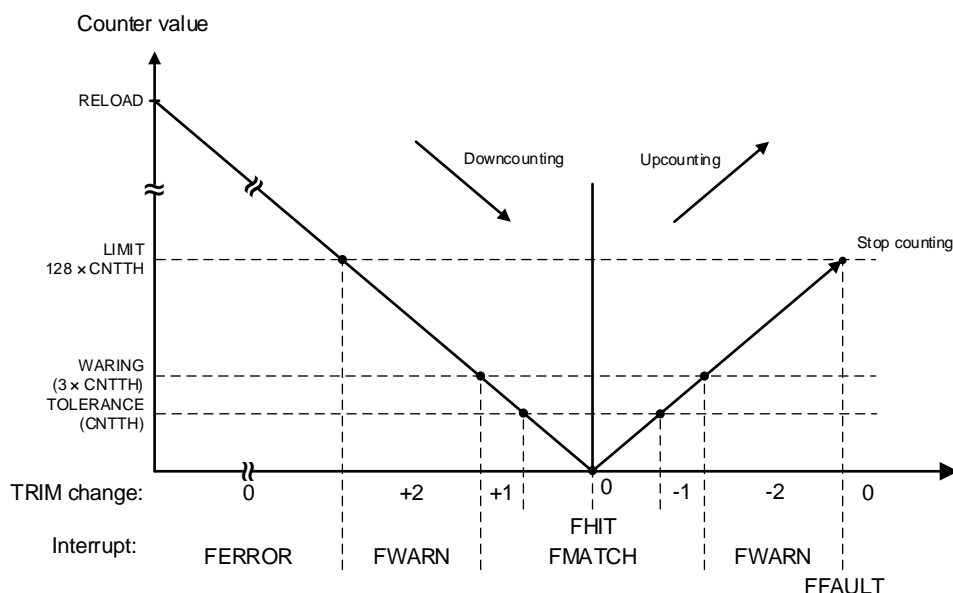 Counter value
RELOAD
Downcounting
Upcounting
LIMIT
128 × CNTTH
Stop counting
WARING
(3 × CNTTH)
TOLERANCE
(CNTTH)
TRIM change: 0 +2 +1 0 -1 -2 0
FHIT
Interrupt: FERROR FWARN FMATCH FWARN
FFAULT